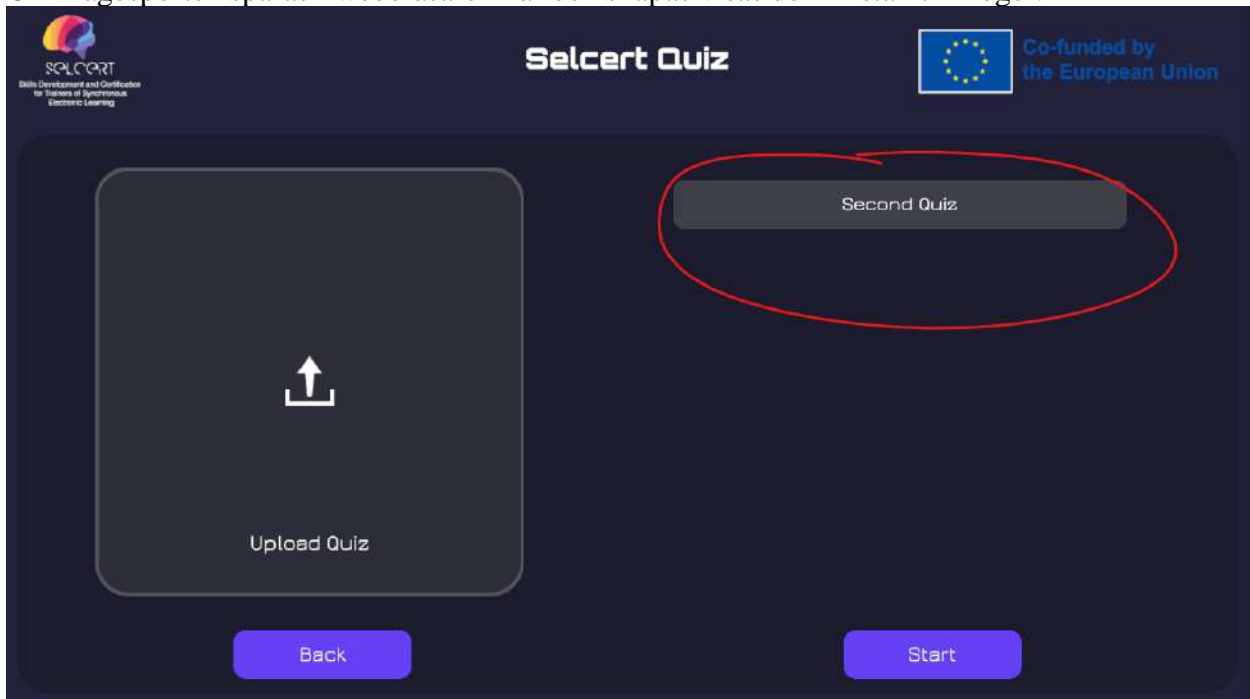 SELCERT
Skills Development and Certification
for Trainers of Synchronous
Electronic Learning
Selcert Quiz
Co-funded by
the European Union
Second Quiz
Upload Quiz
Back
Start